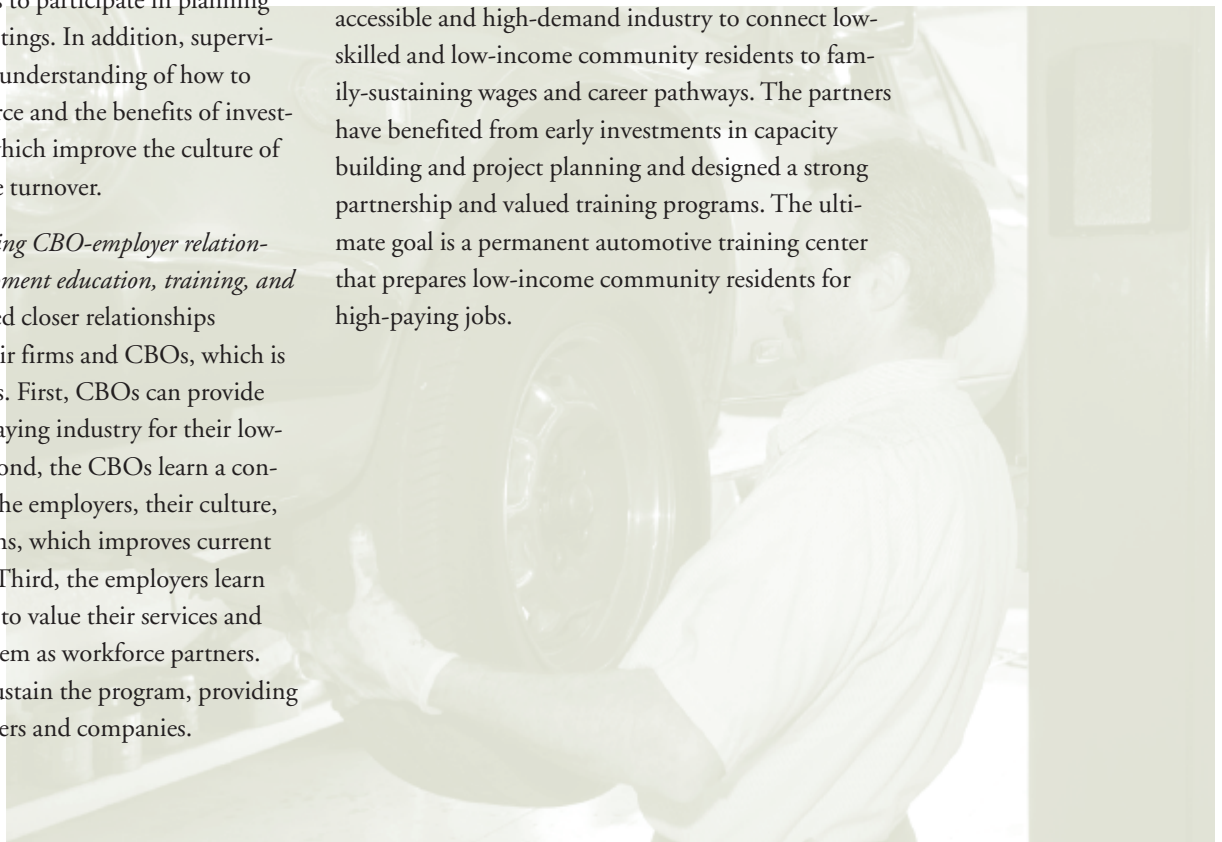 to participate in planning
tings. In addition, supervi-
understanding of how to
rce and the benefits of invest-
hich improve the culture of
e turnover.
ing CBO-employer relation-
ment education, training, and
ed closer relationships
ir firms and CBOs, which is
s. First, CBOs can provide
aying industry for their low-
ond, the CBOs learn a con-
he employers, their culture,
ns, which improves current
Third, the employers learn
to value their services and
em as workforce partners.
ustain the program, providing
ers and companies.
accessible and high-demand industry to connect low-
skilled and low-income community residents to fam-
ily-sustaining wages and career pathways. The partners
have benefited from early investments in capacity
building and project planning and designed a strong
partnership and valued training programs. The ulti-
mate goal is a permanent automotive training center
that prepares low-income community residents for
high-paying jobs.